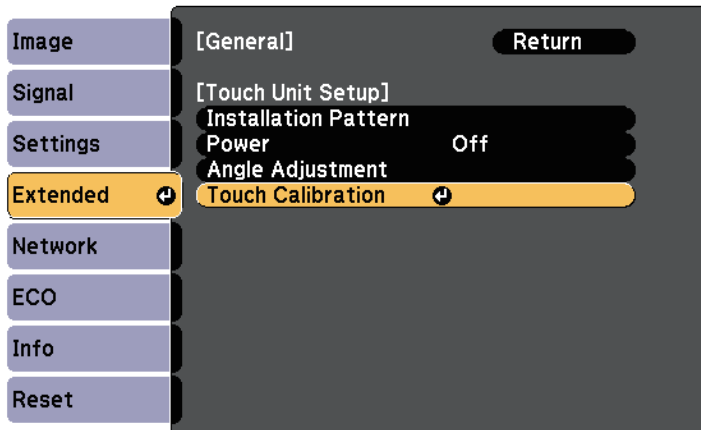 Image
Signal
Settings
Extended
Network
ECO
Info
Reset
[General] Return
[Touch Unit Setup]
Installation Pattern
Power Off
Angle Adjustment
Touch Calibration